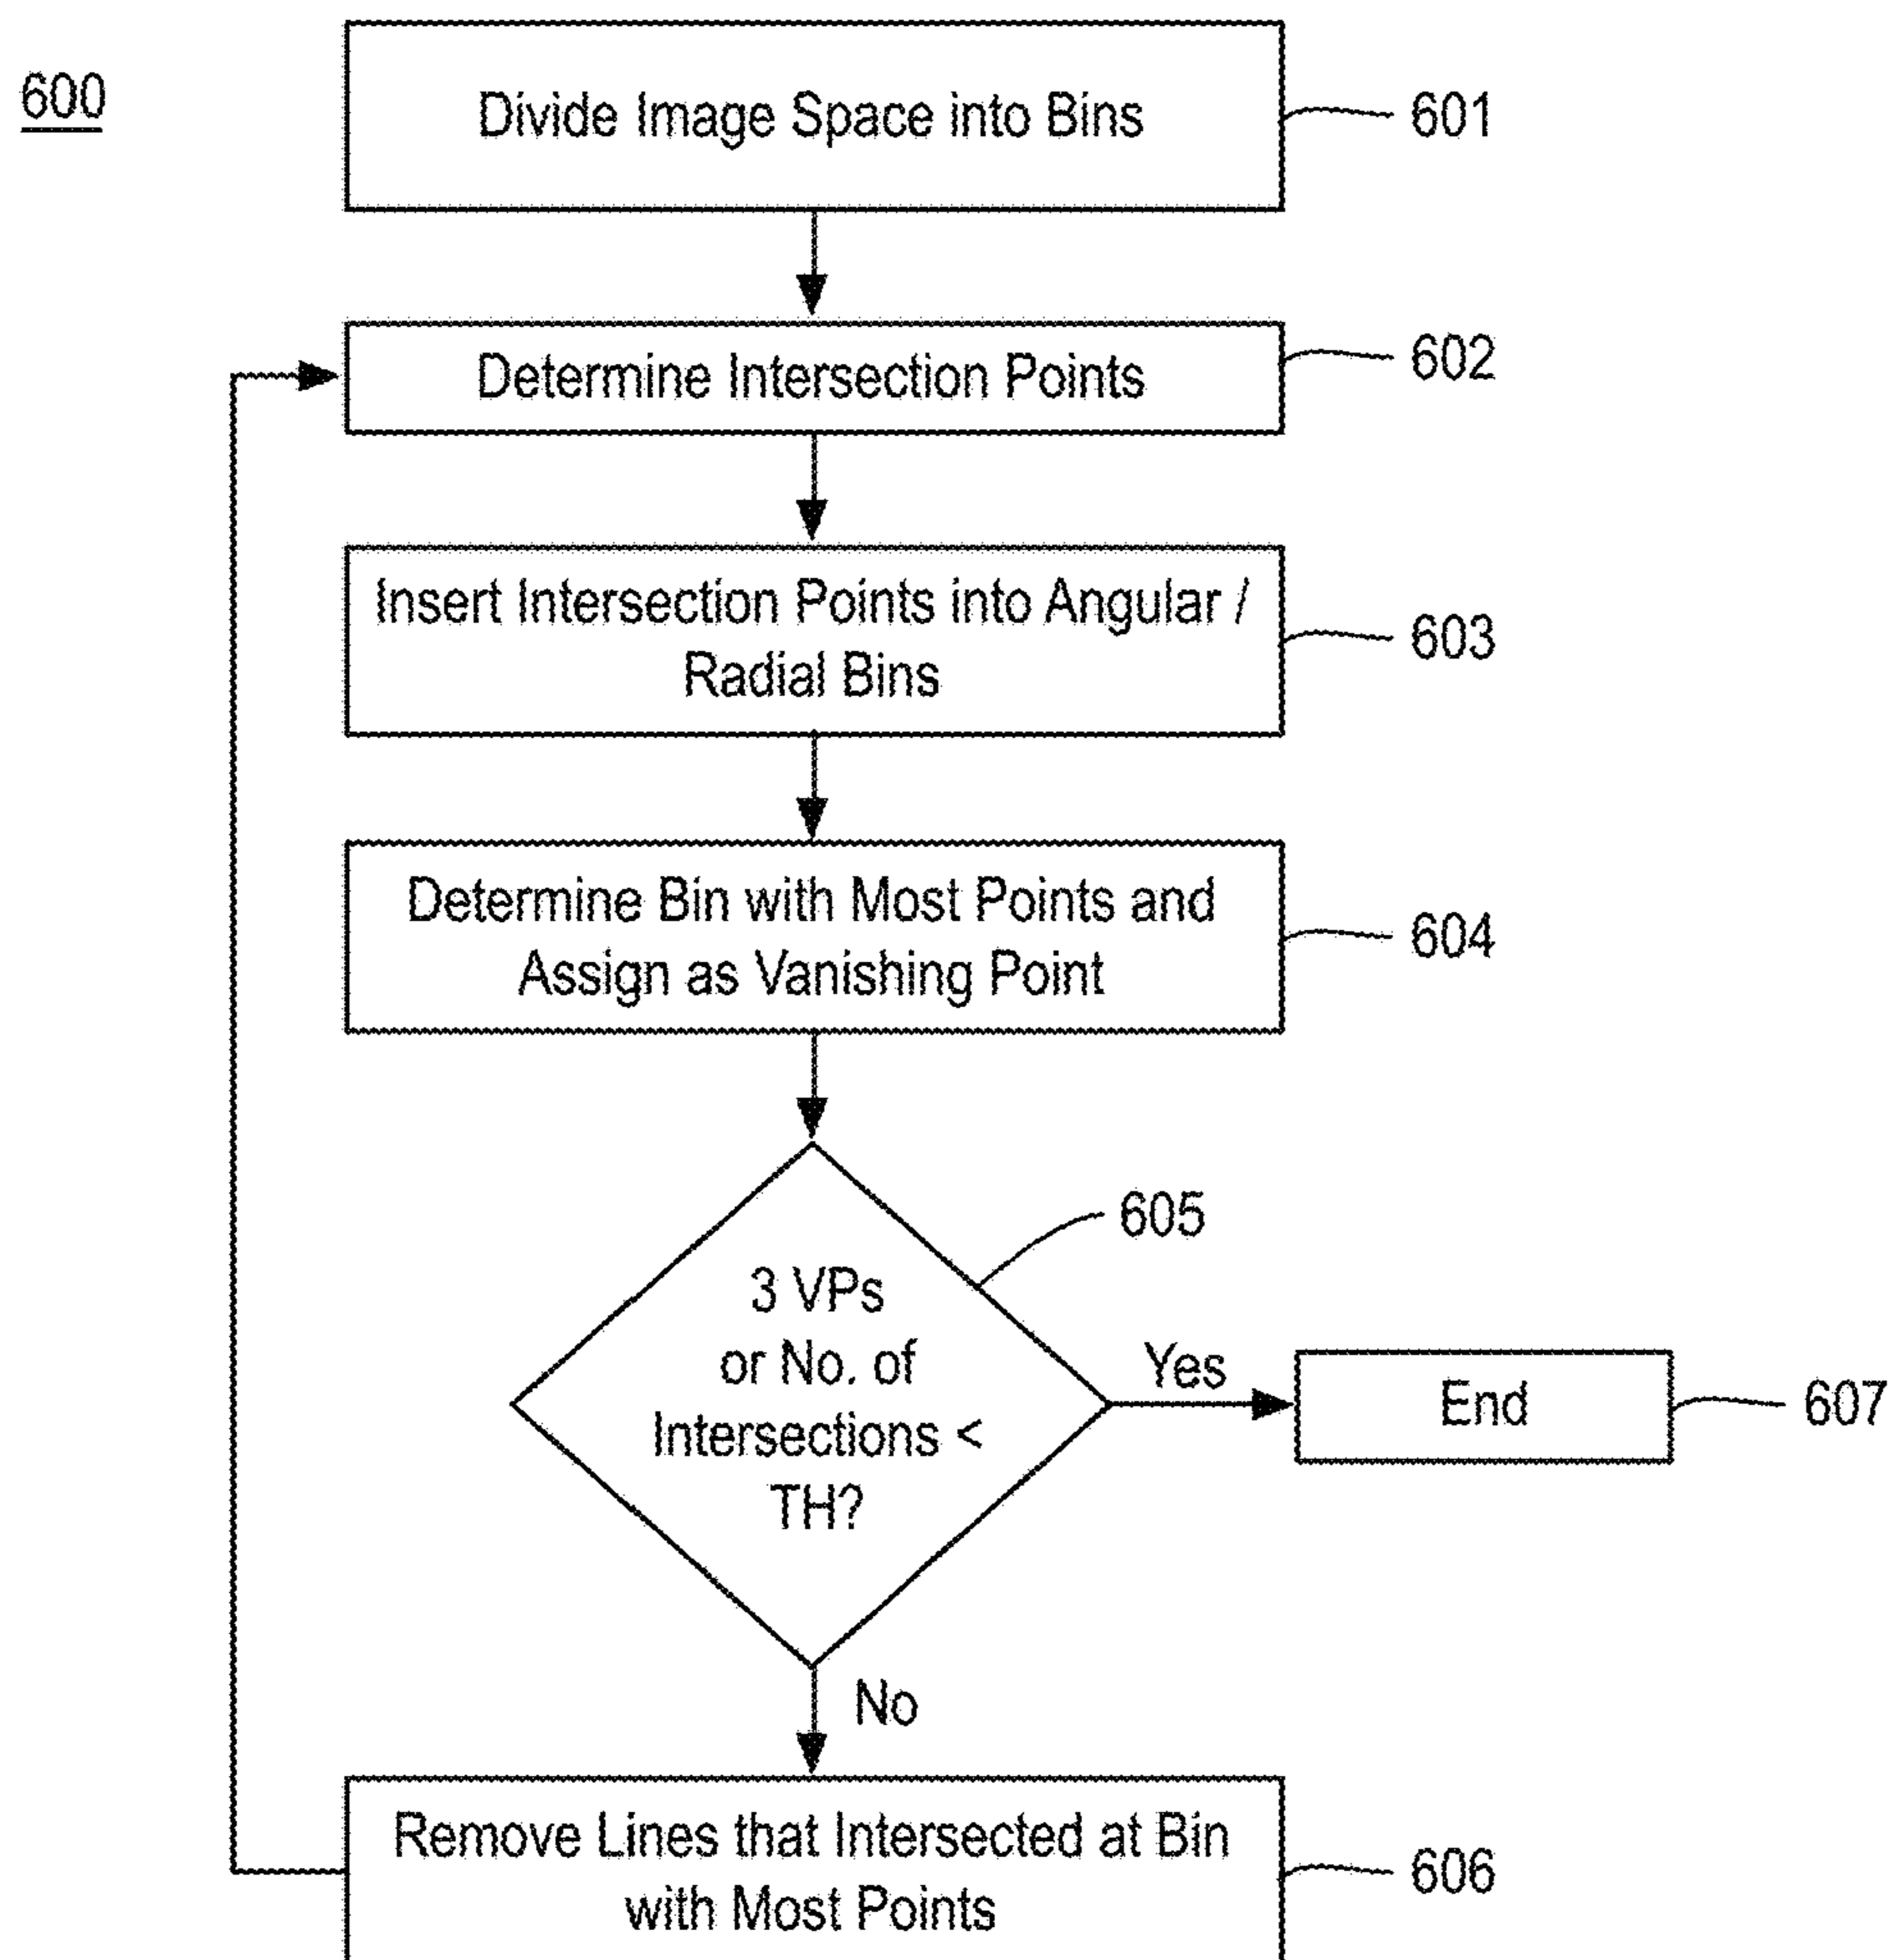 600
Divide Image Space into Bins
601
Determine Intersection Points
602
Insert Intersection Points into Angular /
Radial Bins
603
Determine Bin with Most Points and
Assign as Vanishing Point
604
605
3 VPs
or No. of
Intersections <
TH?
Yes
End
607
No
Remove Lines that Intersected at Bin
with Most Points
606